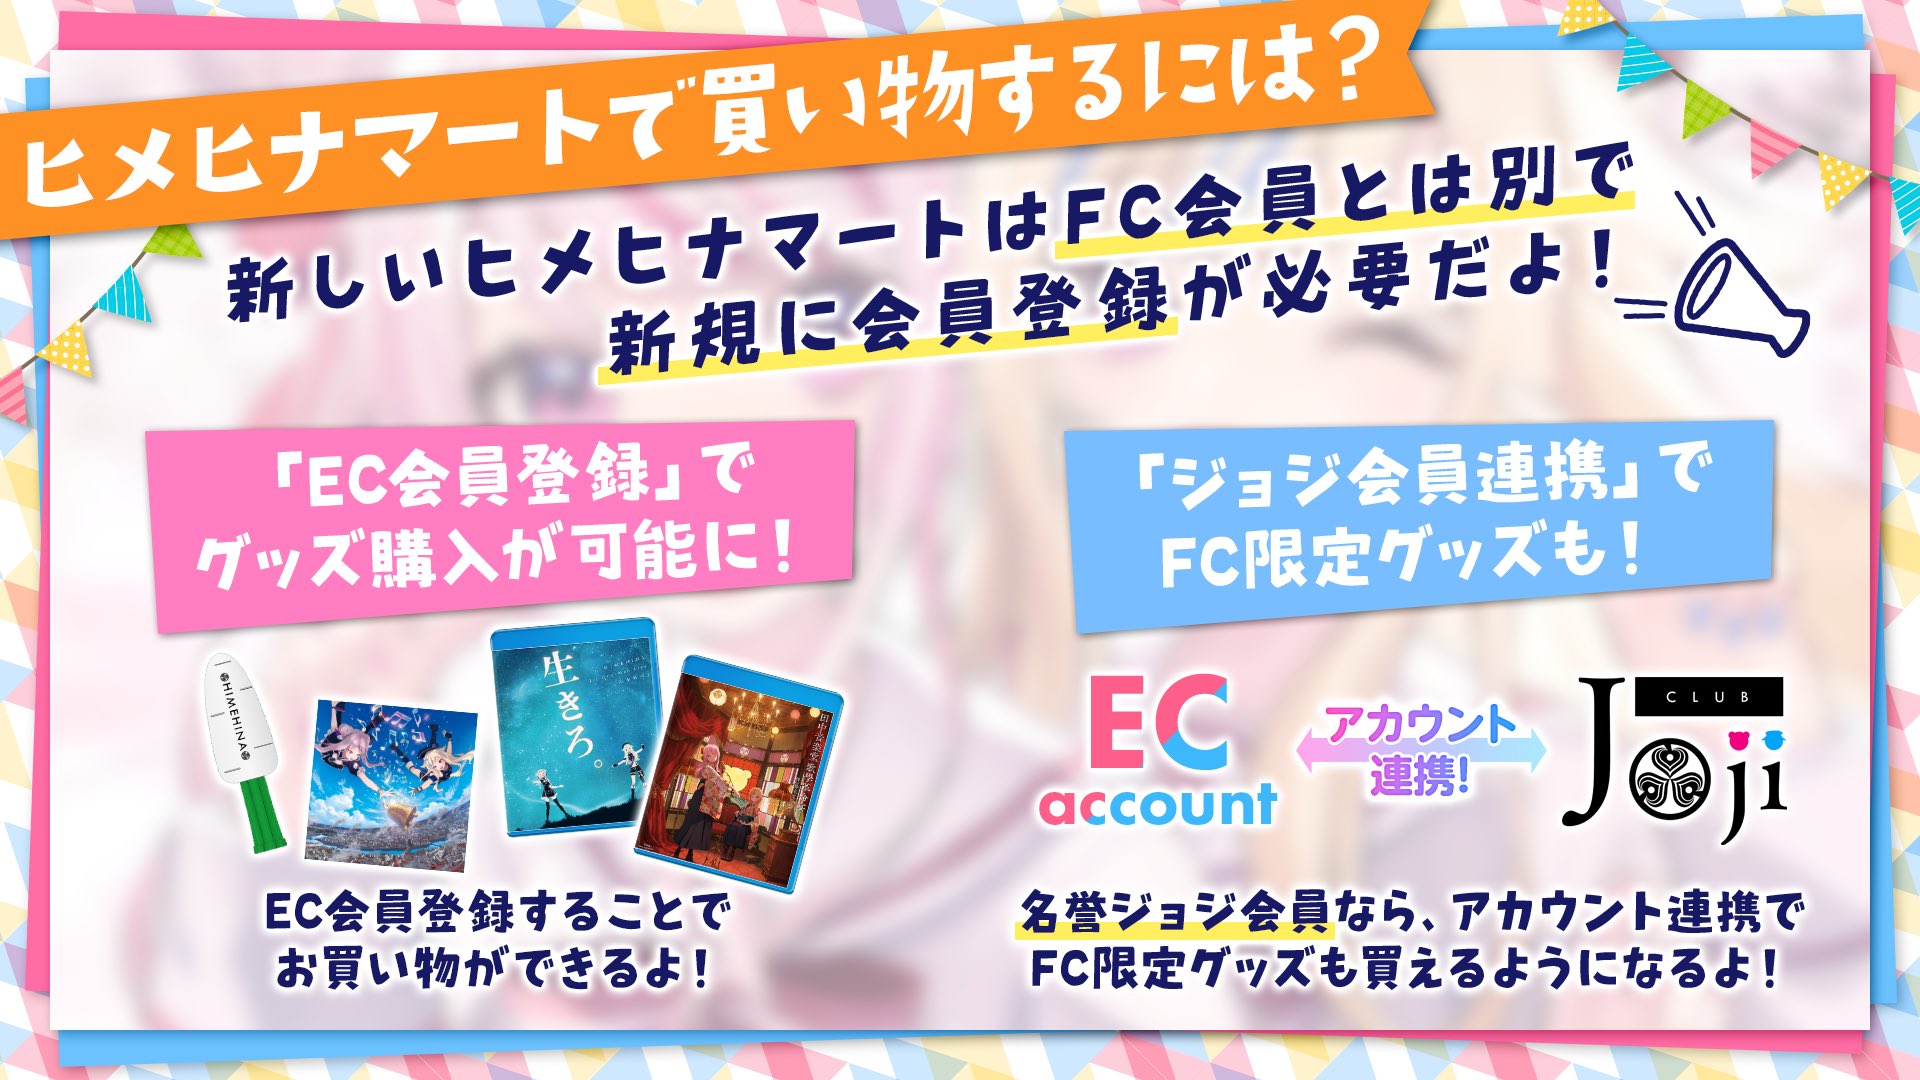 ヒメヒナマートで買い物するには？
新しいヒメヒナマートはFC会員とは別で
新規に会員登録が必要だよ！
「EC会員登録」で
グッズ購入が可能に！
「ジョジ会員連携」で
FC限定グッズも！
HIMEHINA
生きろ。
EC
account
アカウント
連携！
CLUB
Joji
EC会員登録することで
お買い物ができるよ！
名誉ジョジ会員なら、アカウント連携で
FC限定グッズも買えるようになるよ！